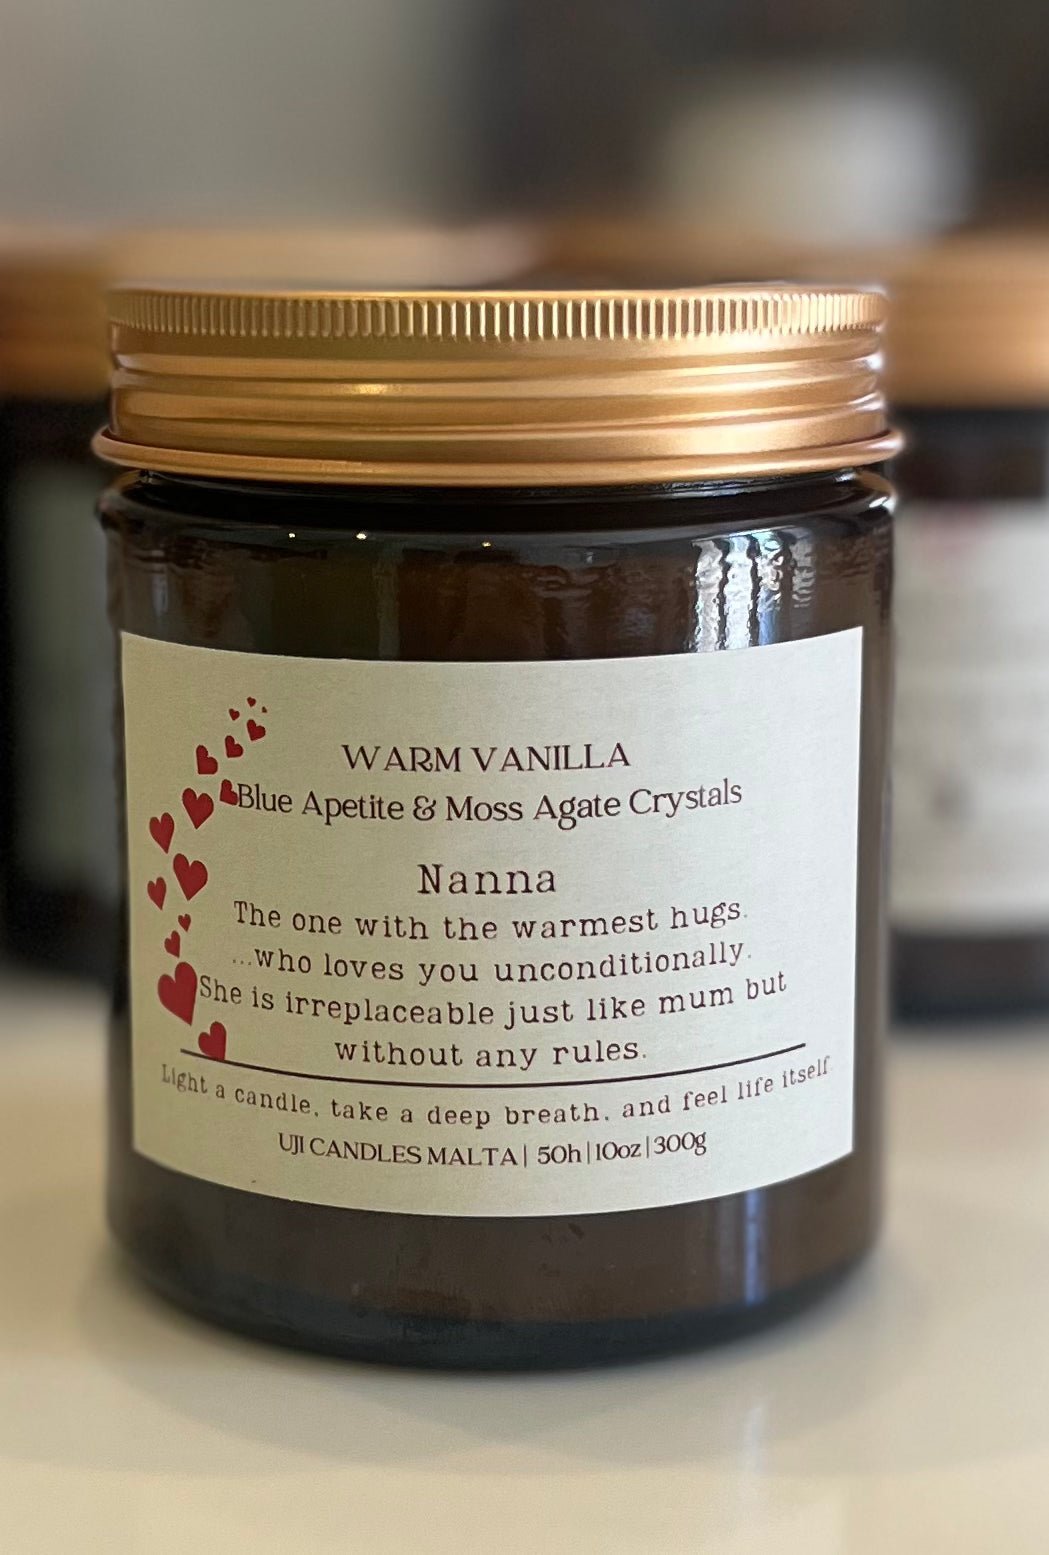 WARM VANILLA
Blue Apetite & Moss Agate Crystals
Nanna
The one with the warmest hugs.
...who loves you unconditionally.
She is irreplaceable just like mum but
without any rules.
Light a candle, take a deep breath, and feel life itself.
UJI CANDLES MALTA | 50h | 10oz | 300g